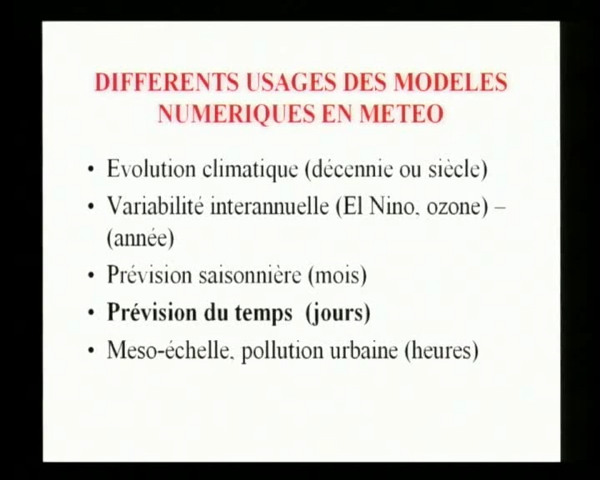 DIFFERENTS USAGES DES MODELES
NUMERIQUES EN METEO
• Evolution climatique (décennie ou siècle)
• Variabilité interannuelle (El Nino, ozone) –
(année)
• Prévision saisonnière (mois)
• Prévision du temps (jours)
• Meso-échelle, pollution urbaine (heures)